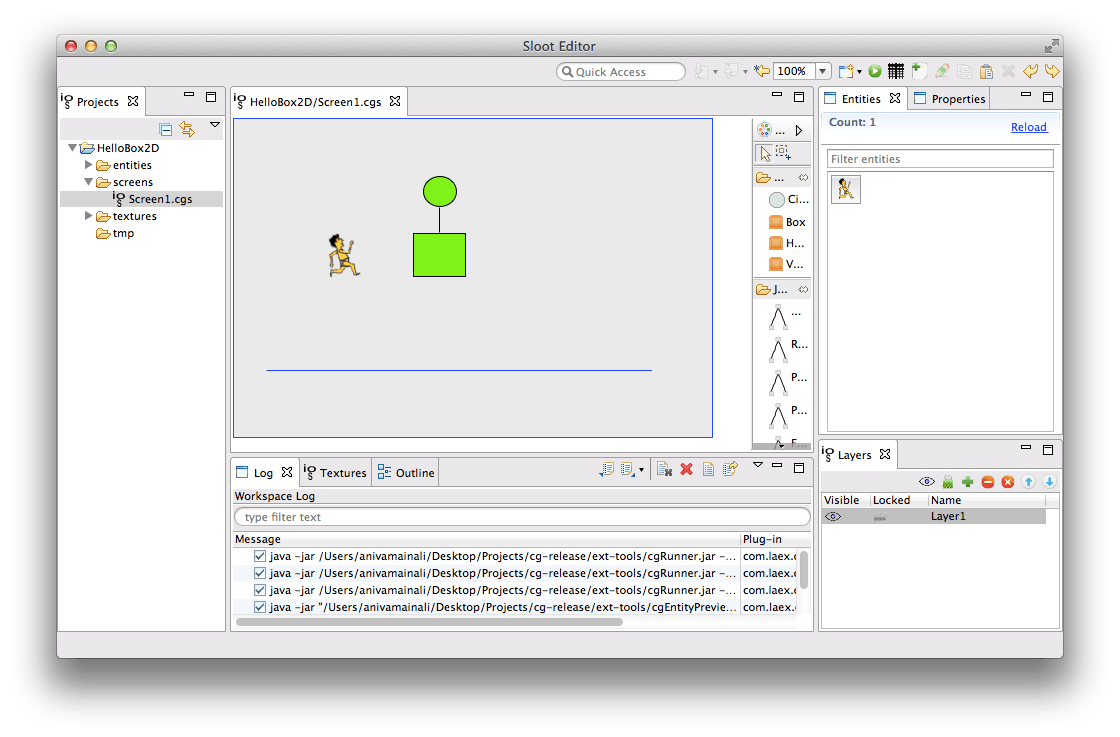 Sloot Editor
Quick Access
100%
Projects
HelloBox2D
entities
screens
Screen1.cgs
textures
tmp
HelloBox2D/Screen1.cgs
...
...
Ci...
Box
H...
V...
J...
...
R...
P...
P...
F...
Entities
Properties
Count: 1
Reload
Filter entities
Layers
Visible Locked Name
Layer1
Log
Textures
Outline
Workspace Log
type filter text
Message Plug-in
java -jar /Users/anivamainali/Desktop/Projects/cg-release/ext-tools/cgRunner.jar -... com.laex.c
java -jar /Users/anivamainali/Desktop/Projects/cg-release/ext-tools/cgRunner.jar -... com.laex.c
java -jar /Users/anivamainali/Desktop/Projects/cg-release/ext-tools/cgRunner.jar -... com.laex.c
java -jar "/Users/anivamainali/Desktop/Projects/cg-release/ext-tools/cgEntityPrevie... com.laex.c